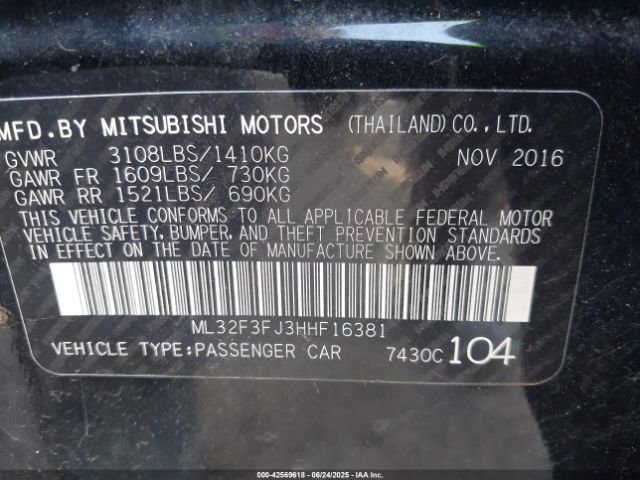 MFD. BY MITSUBISHI MOTORS (THAILAND) CO., LTD.
GVWR 3108LBS/1410KG NOV 2016
GAWR FR 1609LBS/ 730KG
GAWR RR 1521LBS/ 690KG
THIS VEHICLE CONFORMS TO ALL APPLICABLE FEDERAL MOTOR
VEHICLE SAFETY, BUMPER, AND THEFT PREVENTION STANDARDS
IN EFFECT ON THE DATE OF MANUFACTURE SHOWN ABOVE.
ML32F3FJ3HHF16381
VEHICLE TYPE:PASSENGER CAR 7430C 104
000-42569618 - 06/24/2025 - IAA Inc.